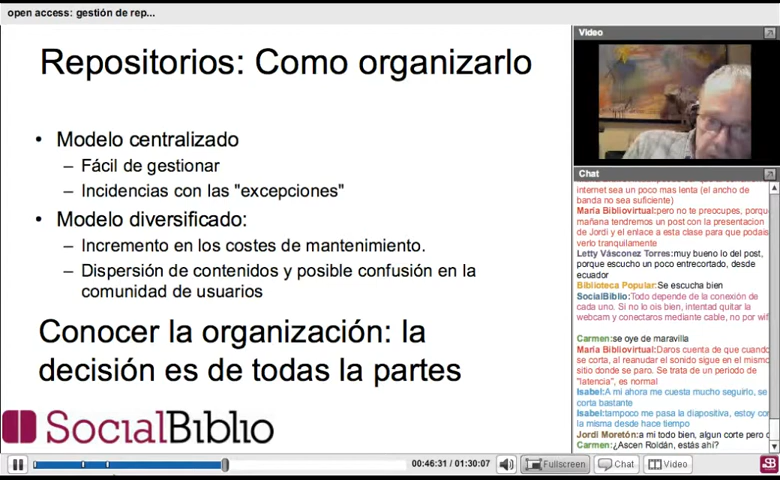 open access: gestión de rep...
Repositorios: Como organizarlo
• Modelo centralizado
– Fácil de gestionar
– Incidencias con las "excepciones"
• Modelo diversificado:
– Incremento en los costes de mantenimiento.
– Dispersión de contenidos y posible confusión en la
comunidad de usuarios
Conocer la organización: la
decisión es de todas la partes
SocialBiblio
Video
Chat
internet sea un poco mas lenta (el ancho de
banda no sea suficiente)
María Bibliovirtual:pero no te preocupes, porqu
mañana tendremos un post con la presentacion
de Jordi y el enlace a esta clase para que podais
verlo tranquilamente
Letty Vásconez Torres:muy bueno lo del post,
porque escucho un poco entrecortado, desde
ecuador
Biblioteca Popular:Se escucha bien
SocialBiblio:Todo depende de la conexión de
cada uno. Si no lo ois bien, intentad quitar la
webcam y conectaros mediante cable, no por wif
Carmen:se oye de maravilla
María Bibliovirtual:Daros cuenta de que cuando
se corta, al reanudar el sonido sigue en el mismo
sitio donde se paro. Se trata de un periodo de
"latencia", es normal
Isabel:A mi ahora me cuesta mucho seguirlo, se
corta bastante
Isabel:tampoco me pasa la diapositiva, estoy con
la misma desde hace tiempo
Jordi Moretón:a mi todo bien, algun corte pero c
Carmen:¿Ascen Roidán, estás ahí?
00:46:31 / 01:30:07
Fullscreen
Chat
Video
SB